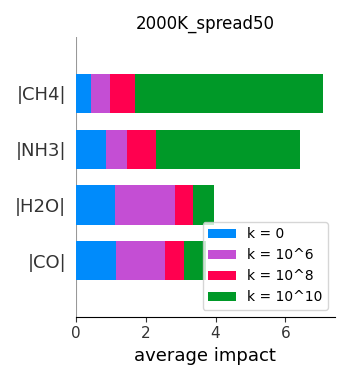 2000K_spread50
|CH4|
|NH3|
|H2O|
|CO|
k = 0
k = 10^6
k = 10^8
k = 10^10
0 2 4 6
average impact